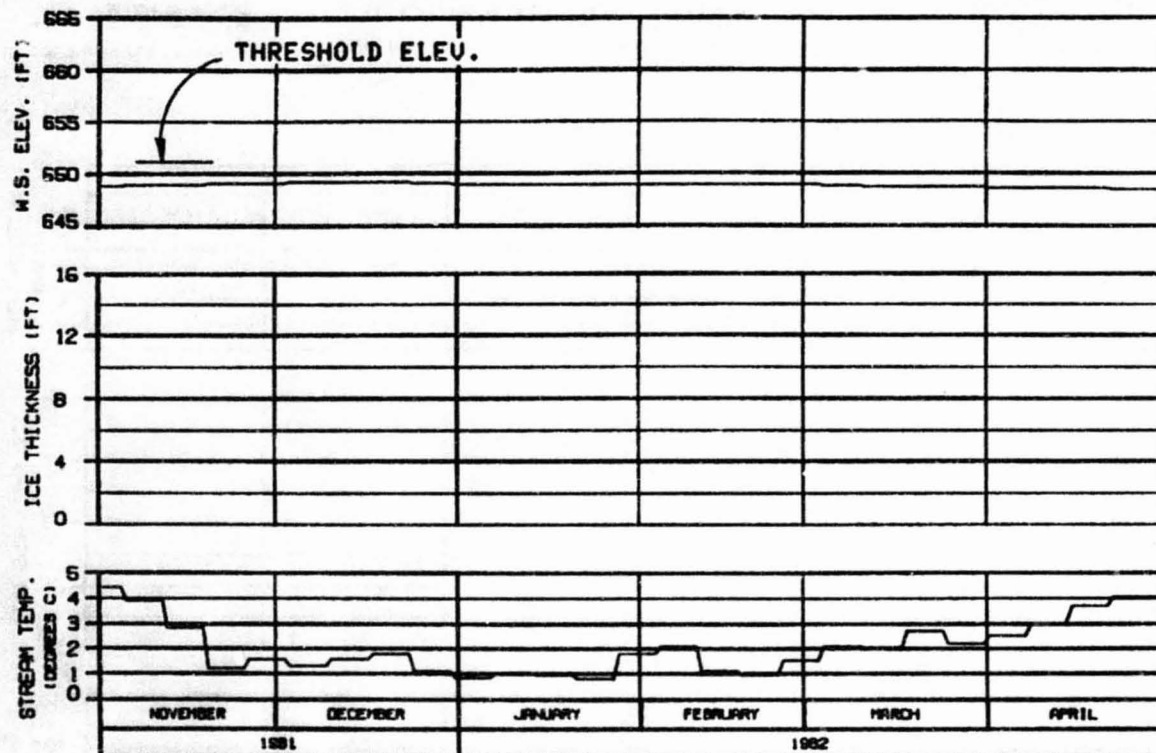 W.S. ELEV. (FT)
665
660
655
650
645
THRESHOLD ELEV.
ICE THICKNESS (FT)
16
12
8
4
0
STREAM TEMP.
(DEGREES C)
5
4
3
2
1
0
NOVEMBER DECEMBER JANUARY FEBRUARY MARCH APRIL
1981 1982